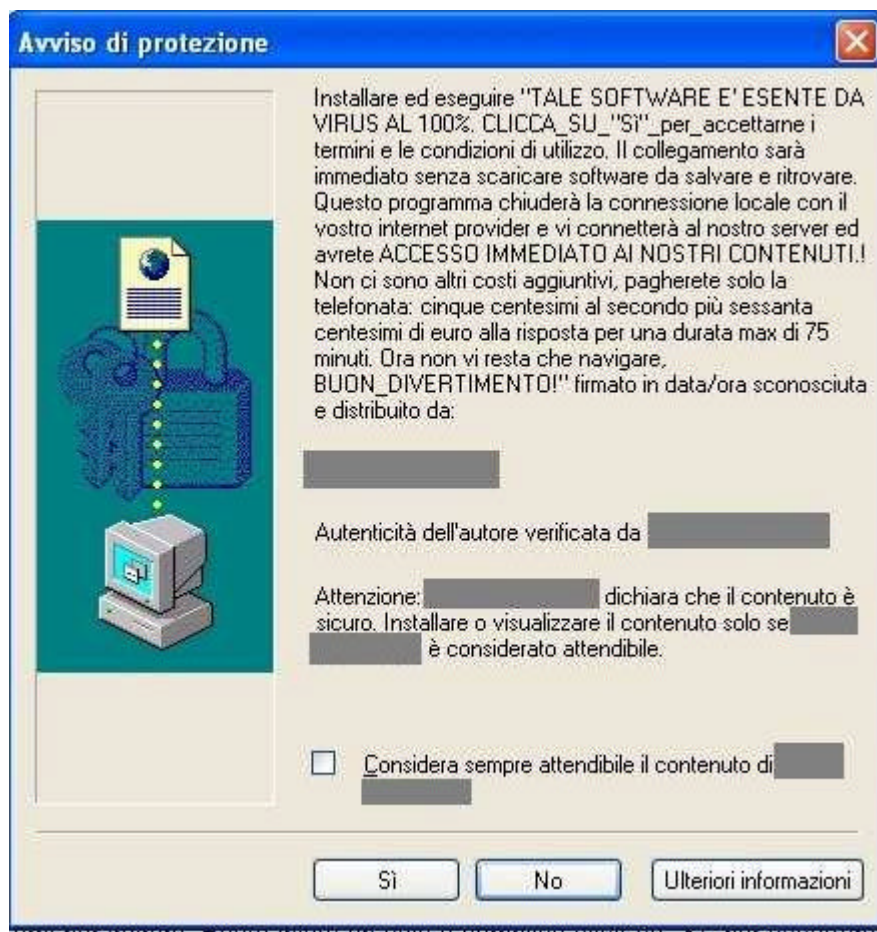 Avviso di protezione
Installare ed eseguire "TALE SOFTWARE E' ESENTE DA
VIRUS AL 100%. CLICCA_SU_"Sì"_per_accettarne i
termini e le condizioni di utilizzo. Il collegamento sarà
immediato senza scaricare software da salvare e ritrovare.
Questo programma chiuderà la connessione locale con il
vostro internet provider e vi connetterà al nostro server ed
avrete ACCESSO IMMEDIATO AI NOSTRI CONTENUTI.!
Non ci sono altri costi aggiuntivi, pagherete solo la
telefonata: cinque centesimi al secondo più sessanta
centesimi di euro alla risposta per una durata max di 75
minuti. Ora non vi resta che navigare,
BUON_DIVERTIMENTO!" firmato in data/ora sconosciuta
e distribuito da:
Autenticità dell'autore verificata da
Attenzione: dichiara che il contenuto è
sicuro. Installare o visualizzare il contenuto solo se
è considerato attendibile.
Considera sempre attendibile il contenuto di
Sì No Ulteriori informazioni